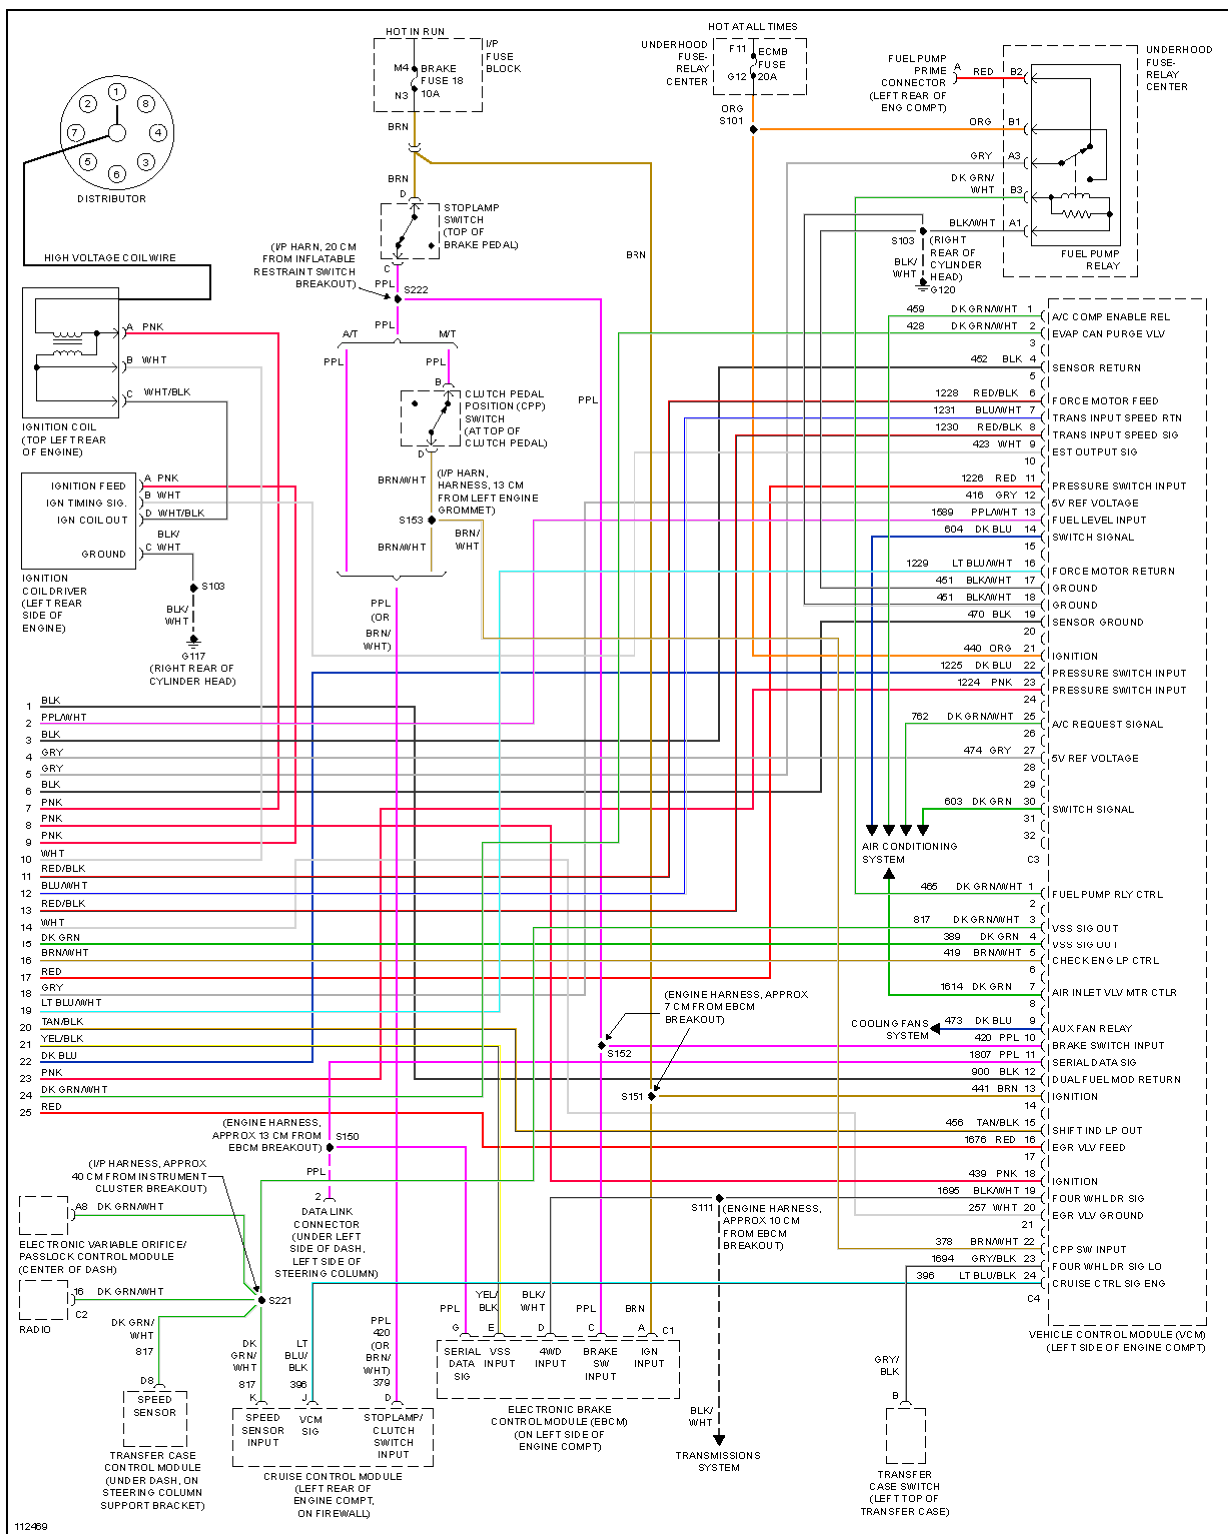 HOT IN RUN
I/P
FUSE
BLOCK
M4
BRAKE
FUSE 18
10A
N3
BRN
BRN
D
HOT AT ALL TIMES
UNDERHOOD
FUSE-
RELAY
CENTER
F11
ECMB
FUSE
20A
G12
ORG
S101
FUEL PUMP
PRIME
CONNECTOR
(LEFT REAR OF
ENG COMPT)
A
RED
B2
ORG
B1
GRY
A3
DK GRN/
WHT
B3
BLK/WHT
A1
UNDERHOOD
FUSE-
RELAY
CENTER
FUEL PUMP
RELAY
S103
(RIGHT
REAR OF
CYLINDER
HEAD)
BLK/
WHT
G120
1
8
4
3
6
5
7
2
DISTRIBUTOR
HIGH VOLTAGE COIL WIRE
A PNK
B WHT
C WHT/BLK
IGNITION COIL
(TOP LEFT REAR
OF ENGINE)
IGNITION FEED
IGN TIMING SIG.
IGN COIL OUT
GROUND
A PNK
B WHT
D WHT/BLK
BLK/
C WHT
IGNITION
COIL DRIVER
(LEFT REAR
SIDE OF
ENGINE)
S103
BLK/
WHT
G117
(RIGHT REAR OF
CYLINDER HEAD)
STOPLAMP
SWITCH
(TOP OF
BRAKE PEDAL)
(I/P HARN, 20 CM
FROM INFLATABLE
RESTRAINT SWITCH
BREAKOUT)
C
PPL
S222
PPL
A/T
M/T
PPL
PPL
B
CLUTCH PEDAL
POSITION (CPP)
SWITCH
(AT TOP OF
CLUTCH PEDAL)
D
BRN/WHT
(I/P HARN,
HARNESS, 13 CM
FROM LEFT ENGINE
GROMMET)
S153
BRN/
WHT
BRN/WHT
PPL
(OR
BRN/
WHT)
PPL
BRN
459 DK GRN/WHT 1 A/C COMP ENABLE REL
428 DK GRN/WHT 2 EVAP CAN PURGE VLV
3
452 BLK 4 SENSOR RETURN
5
1228 RED/BLK 6 FORCE MOTOR FEED
1231 BLU/WHT 7 TRANS INPUT SPEED RTN
1230 RED/BLK 8 TRANS INPUT SPEED SIG
423 WHT 9 EST OUTPUT SIG
10
1226 RED 11 PRESSURE SWITCH INPUT
416 GRY 12 5V REF VOLTAGE
1589 PPL/WHT 13 FUEL LEVEL INPUT
604 DK BLU 14 SWITCH SIGNAL
15
1229 LT BLU/WHT 16 FORCE MOTOR RETURN
451 BLK/WHT 17 GROUND
451 BLK/WHT 18 GROUND
470 BLK 19 SENSOR GROUND
20
440 ORG 21 IGNITION
1225 DK BLU 22 PRESSURE SWITCH INPUT
1224 PNK 23 PRESSURE SWITCH INPUT
24
762 DK GRN/WHT 25 A/C REQUEST SIGNAL
26
474 GRY 27 5V REF VOLTAGE
28
29
603 DK GRN 30 SWITCH SIGNAL
31
32
C3
AIR CONDITIONING
SYSTEM
465 DK GRN/WHT 1 FUEL PUMP RLY CTRL
2
817 DK GRN/WHT 3 VSS SIG OUT
389 DK GRN 4 VSS SIG OUT
419 BRN/WHT 5 CHECK ENG LP CTRL
6
1614 DK GRN 7 AIR INLET VLV MTR CTLR
8
COOLING FANS
SYSTEM
473 DK BLU 9 AUX FAN RELAY
420 PPL 10 BRAKE SWITCH INPUT
1807 PPL 11 SERIAL DATA SIG
900 BLK 12 DUAL FUEL MOD RETURN
441 BRN 13 IGNITION
14
456 TAN/BLK 15 SHIFT IND LP OUT
1676 RED 16 EGR VLV FEED
17
439 PNK 18 IGNITION
1695 BLK/WHT 19 FOUR WHLDR SIG
257 WHT 20 EGR VLV GROUND
21
378 BRN/WHT 22 CPP SW INPUT
1694 GRY/BLK 23 FOUR WHLDR SIG LO
396 LT BLU/BLK 24 CRUISE CTRL SIG ENG
C4
VEHICLE CONTROL MODULE (VCM)
(LEFT SIDE OF ENGINE COMPT)
1 BLK
2 PPL/WHT
3 BLK
4 GRY
5 GRY
6 BLK
7 PNK
8 PNK
9 PNK
10 WHT
11 RED/BLK
12 BLU/WHT
13 RED/BLK
14 WHT
15 DK GRN
16 BRN/WHT
17 RED
18 GRY
19 LT BLU/WHT
20 TAN/BLK
21 YEL/BLK
22 DK BLU
23 PNK
24 DK GRN/WHT
25 RED
(ENGINE HARNESS, APPROX
7 CM FROM EBCM
BREAKOUT)
S152
S151
(ENGINE HARNESS,
APPROX 13 CM FROM
EBCM BREAKOUT)
S150
PPL
2
DATA LINK
CONNECTOR
(UNDER LEFT
SIDE OF DASH,
LEFT SIDE OF
STEERING COLUMN)
(I/P HARNESS, APPROX
40 CM FROM INSTRUMENT
CLUSTER BREAKOUT)
A8 DK GRN/WHT
ELECTRONIC VARIABLE ORIFICE/
PASSLOCK CONTROL MODULE
(CENTER OF DASH)
16 DK GRN/WHT
C2
RADIO
S221
DK GRN/
WHT
817
D8
SPEED
SENSOR
TRANSFER CASE
CONTROL MODULE
(UNDER DASH, ON
STEERING COLUMN
SUPPORT BRACKET)
DK
GRN/
WHT
817
K
LT
BLU/
BLK
396
J
PPL
420
(OR
BRN/
WHT)
379
D
SPEED
SENSOR
INPUT
VCM
SIG
STOPLAMP/
CLUTCH
SWITCH
INPUT
CRUISE CONTROL MODULE
(LEFT REAR OF
ENGINE COMPT,
ON FIREWALL)
PPL
G
YEL/
BLK
E
BLK/
WHT
D
PPL
C
BRN
A
C1
SERIAL
DATA
SIG
VSS
INPUT
4WD
INPUT
BRAKE
SW
INPUT
IGN
INPUT
ELECTRONIC BRAKE
CONTROL MODULE (EBCM)
(ON LEFT SIDE OF
ENGINE COMPT)
S111
(ENGINE HARNESS,
APPROX 10 CM
FROM EBCM
BREAKOUT)
BLK/
WHT
TRANSMISSIONS
SYSTEM
GRY/
BLK
B
TRANSFER
CASE SWITCH
(LEFT TOP OF
TRANSFER CASE)
112469